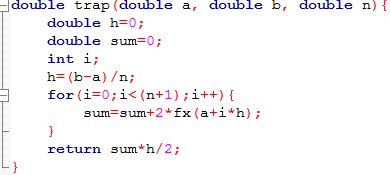 double trap(double a, double b, double n){
double h=0;
double sum=0;
int i;
h=(b-a)/n;
for(i=0;i<(n+1);i++){
sum=sum+2*fx(a+i*h);
}
return sum*h/2;
}